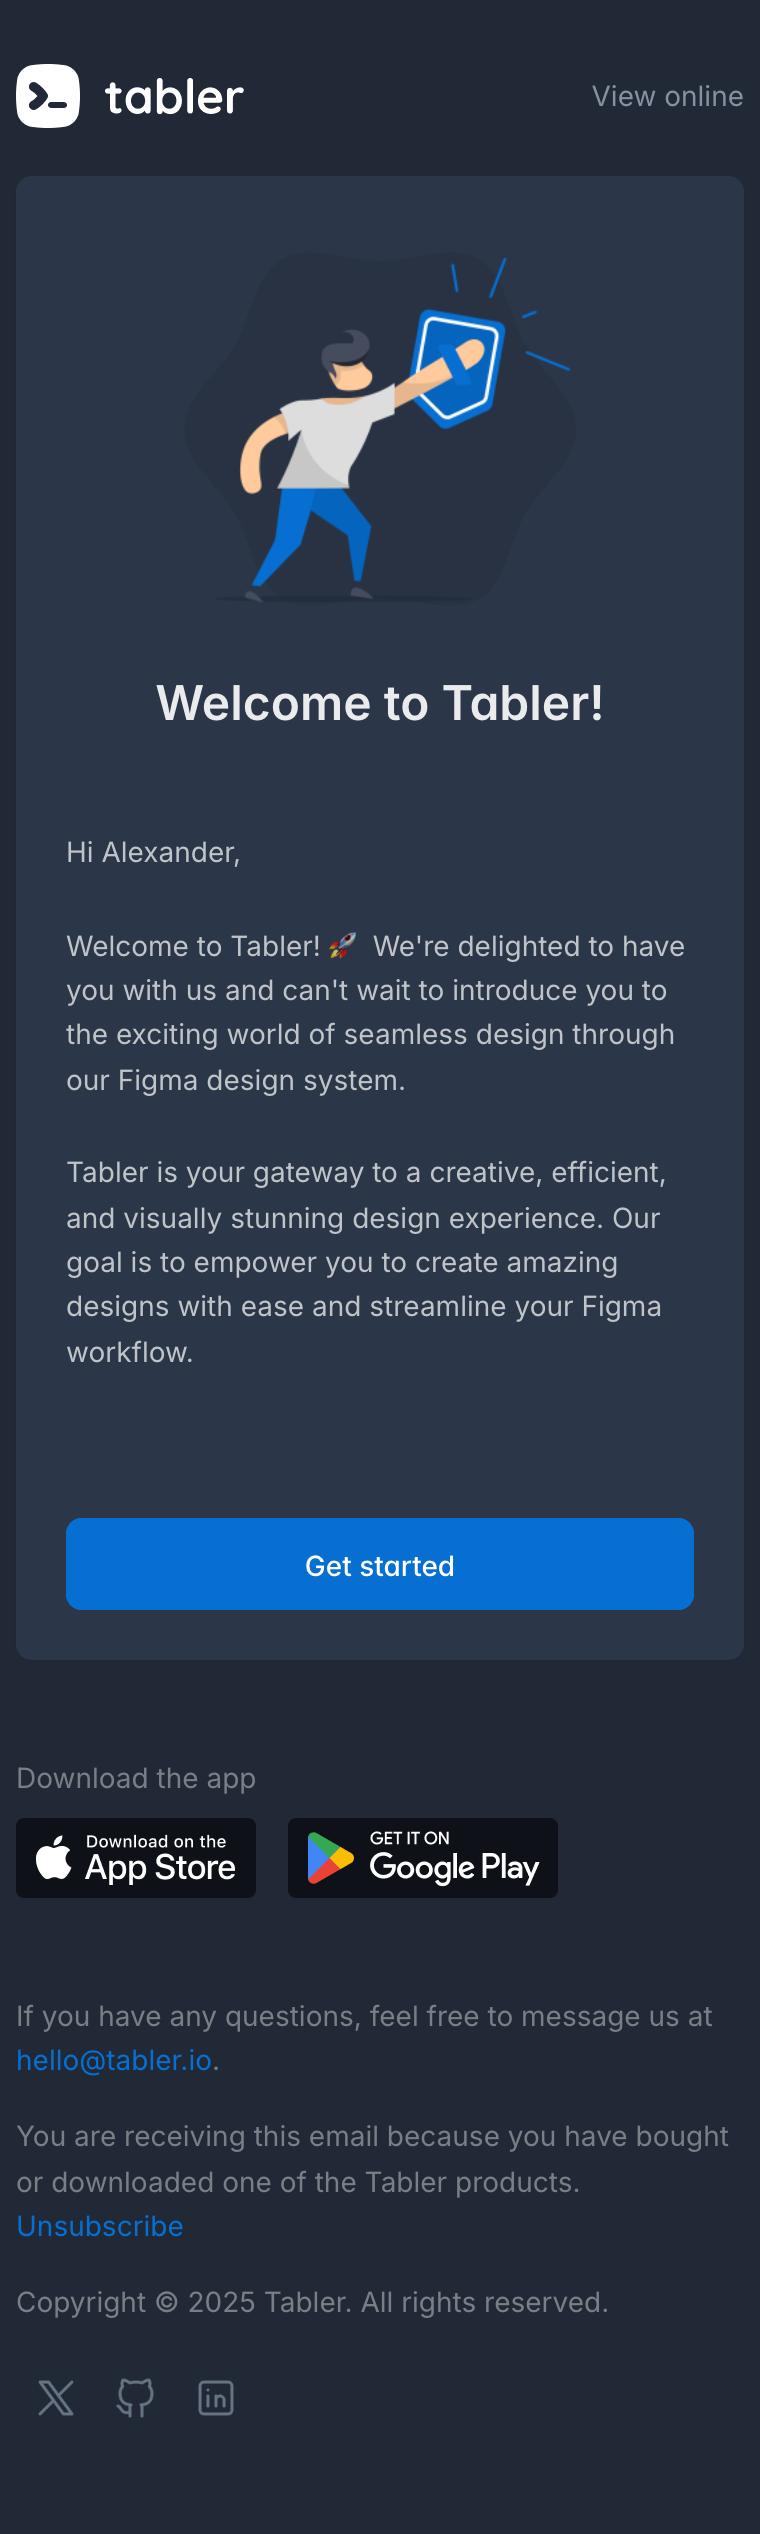 tabler
View online
Welcome to Tabler!
Hi Alexander,
Welcome to Tabler! 🚀 We're delighted to have
you with us and can't wait to introduce you to
the exciting world of seamless design through
our Figma design system.
Tabler is your gateway to a creative, efficient,
and visually stunning design experience. Our
goal is to empower you to create amazing
designs with ease and streamline your Figma
workflow.
Get started
Download the app
Download on the
App Store
GET IT ON
Google Play
If you have any questions, feel free to message us at
hello@tabler.io.
You are receiving this email because you have bought
or downloaded one of the Tabler products.
Unsubscribe
Copyright © 2025 Tabler. All rights reserved.
in